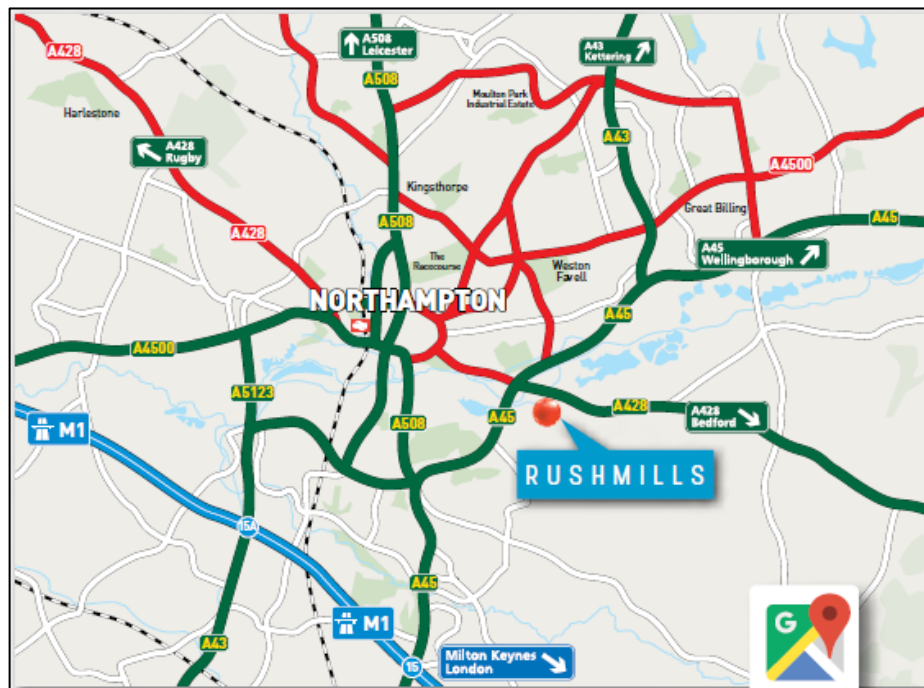 A428
A508
Leicester
A43
Kettering
A508
Moulton Park
Industrial Estate
Harlestone
A43
A428
Rugby
A4500
Kingsthorpe
Great Billing
A508
A428
A45
The
Racecourse
Weston
Favell
A45
Wellingborough
NORTHAMPTON
A45
A4500
A5123
A508
A45
A428
A428
Bedford
M1
RUSHMILLS
15A
A45
G
M1
A43
15
Milton Keynes
London